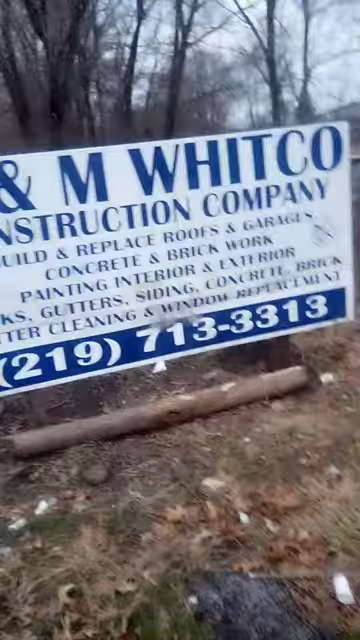 & M WHITCO
NSTRUCTION COMPANY
UILD & REPLACE ROOFS & GARAGES
CONCRETE & BRICK WORK
PAINTING INTERIOR & EXTERIOR
KS, GUTTERS, SIDING, CONCRETE, BRICK
TTER CLEANING & WINDOW REPLACEMENT
(219) 713-3313